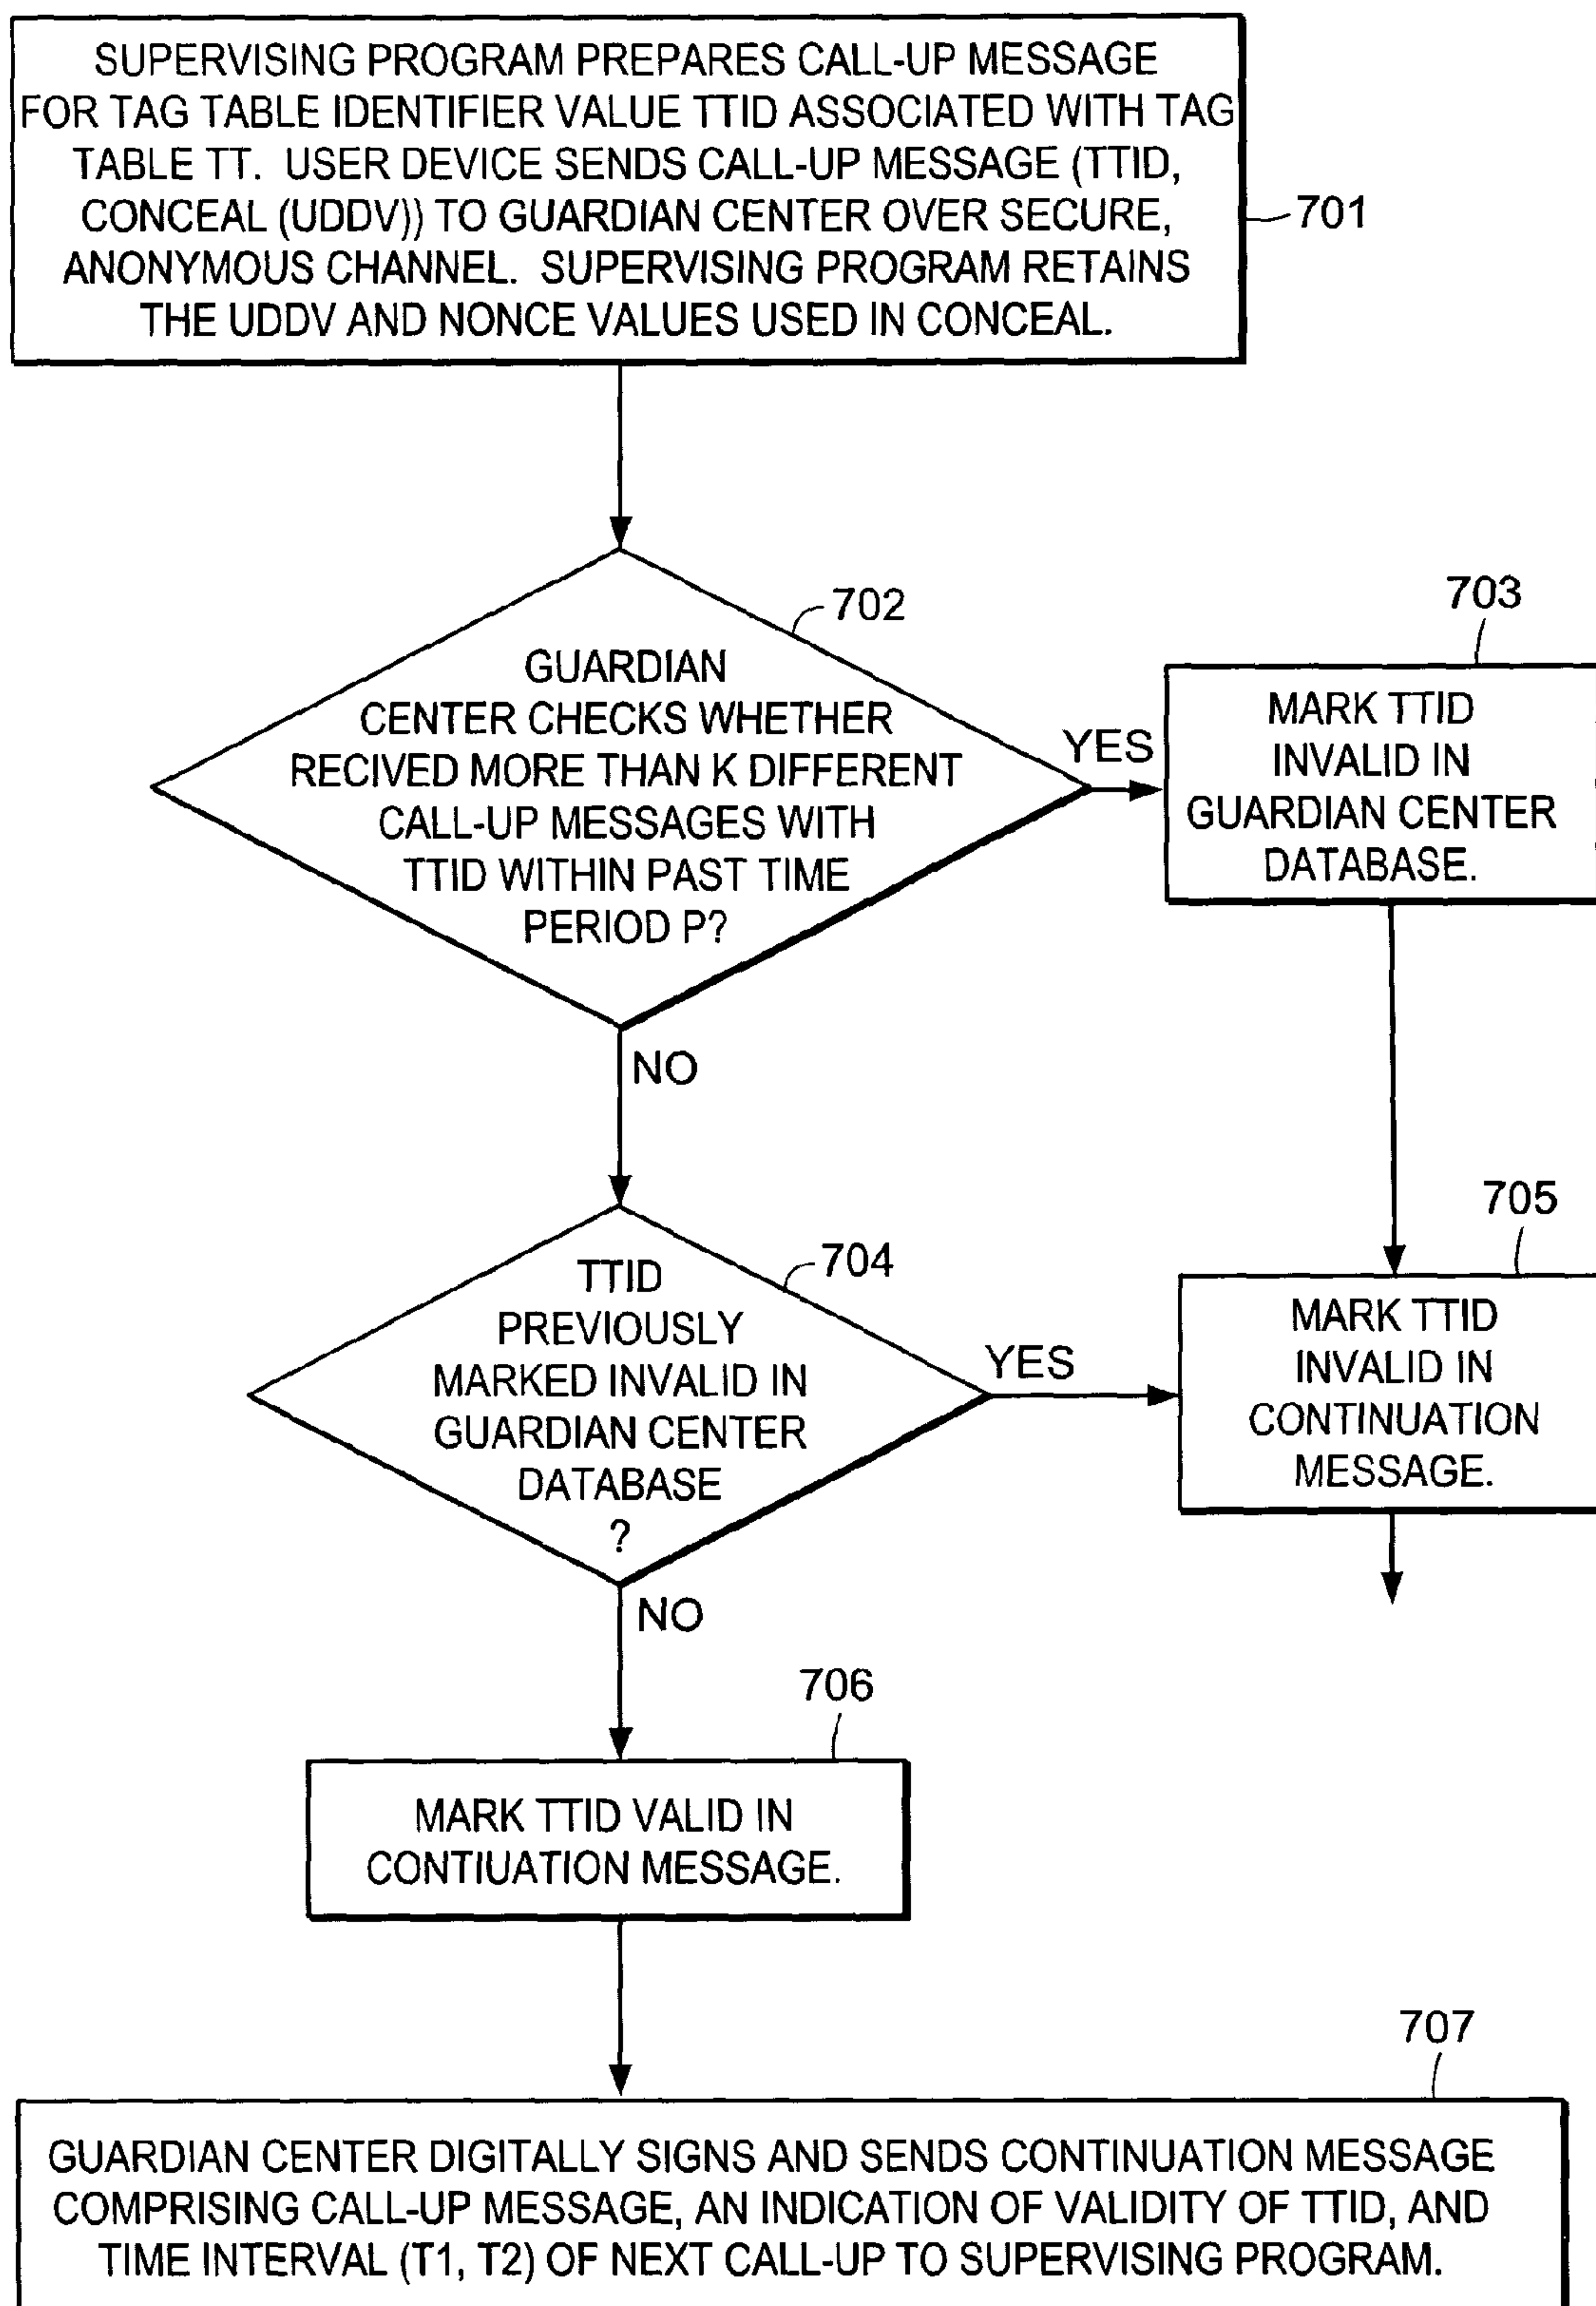 SUPERVISING PROGRAM PREPARES CALL-UP MESSAGE
FOR TAG TABLE IDENTIFIER VALUE TTID ASSOCIATED WITH TAG
TABLE TT. USER DEVICE SENDS CALL-UP MESSAGE (TTID,
CONCEAL (UDDV)) TO GUARDIAN CENTER OVER SECURE,
ANONYMOUS CHANNEL. SUPERVISING PROGRAM RETAINS
THE UDDV AND NONCE VALUES USED IN CONCEAL.
701
702
GUARDIAN
CENTER CHECKS WHETHER
RECIVED MORE THAN K DIFFERENT
CALL-UP MESSAGES WITH
TTID WITHIN PAST TIME
PERIOD P?
YES
NO
703
MARK TTID
INVALID IN
GUARDIAN CENTER
DATABASE.
704
TTID
PREVIOUSLY
MARKED INVALID IN
GUARDIAN CENTER
DATABASE
?
YES
NO
705
MARK TTID
INVALID IN
CONTINUATION
MESSAGE.
706
MARK TTID VALID IN
CONTIUATION MESSAGE.
707
GUARDIAN CENTER DIGITALLY SIGNS AND SENDS CONTINUATION MESSAGE
COMPRISING CALL-UP MESSAGE, AN INDICATION OF VALIDITY OF TTID, AND
TIME INTERVAL (T1, T2) OF NEXT CALL-UP TO SUPERVISING PROGRAM.